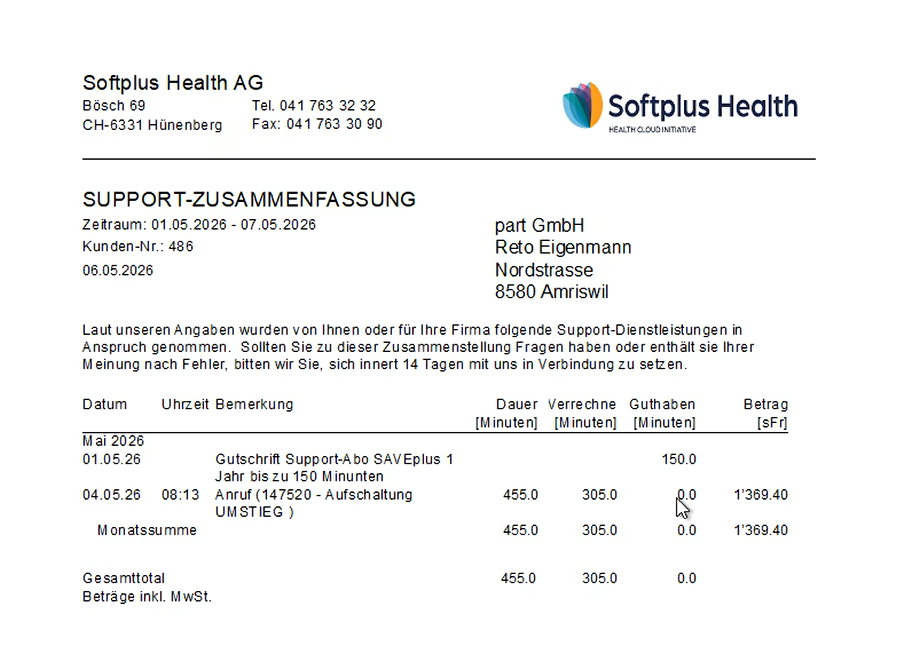 Softplus Health AG
Bösch 69 Tel. 041 763 32 32
CH-6331 Hünenberg Fax: 041 763 30 90
Softplus Health
HEALTH CLOUD INITIATIVE
SUPPORT-ZUSAMMENFASSUNG
Zeitraum: 01.05.2026 - 07.05.2026
Kunden-Nr.: 486
06.05.2026
part GmbH
Reto Eigenmann
Nordstrasse
8580 Amriswil
Laut unseren Angaben wurden von Ihnen oder für Ihre Firma folgende Support-Dienstleistungen in
Anspruch genommen. Sollten Sie zu dieser Zusammenstellung Fragen haben oder enthält sie Ihrer
Meinung nach Fehler, bitten wir Sie, sich innert 14 Tagen mit uns in Verbindung zu setzen.
Datum Uhrzeit Bemerkung Dauer Verrechne Guthaben Betrag
[Minuten] [Minuten] [Minuten] [sFr]
Mai 2026
01.05.26 Gutschrift Support-Abo SAVEplus 1 150.0
Jahr bis zu 150 Minunten
04.05.26 08:13 Anruf (147520 - Aufschaltung 455.0 305.0 0.0 1'369.40
UMSTIEG )
Monatssumme 455.0 305.0 0.0 1'369.40
Gesamttotal 455.0 305.0 0.0
Beträge inkl. MwSt.